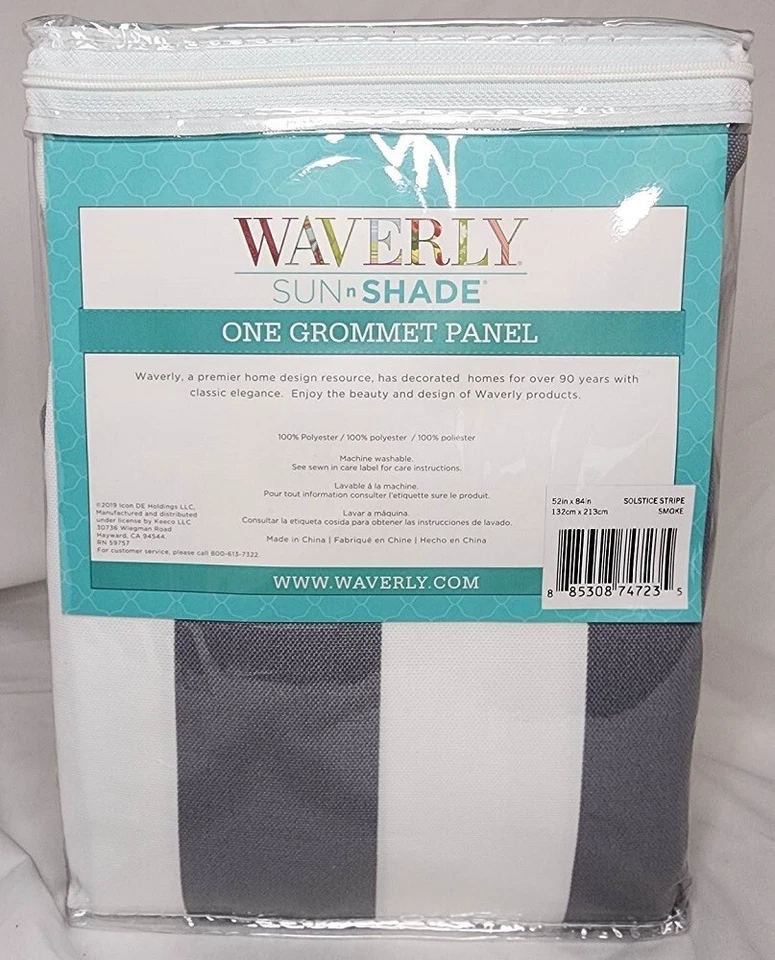 WAVERLY
SUN n SHADE
ONE GROMMET PANEL
Waverly, a premier home design resource, has decorated homes for over 90 years with
classic elegance. Enjoy the beauty and design of Waverly products.
100% Polyester / 100% polyester / 100% poliéster
Machine washable.
See sewn in care label for care instructions.
Lavable à la machine.
Pour tout information consulter l'etiquette sure le produit.
Lavar a màquina.
Consultar la etiqueta cosida para obtener las instrucciones de lavado.
Made in China | Fabriqué en Chine | Hecho en China
©2019 Icon DE Holdings LLC,
Manufactured and distributed
under license by Keeco LLC
30736 Wiegman Road
Hayward, CA 94544
RN 59757
For customer service, please call 800-613-7322
52in x 84in SOLSTICE STRIPE
132cm x 213cm SMOKE
8 85308 74723 5
WWW.WAVERLY.COM